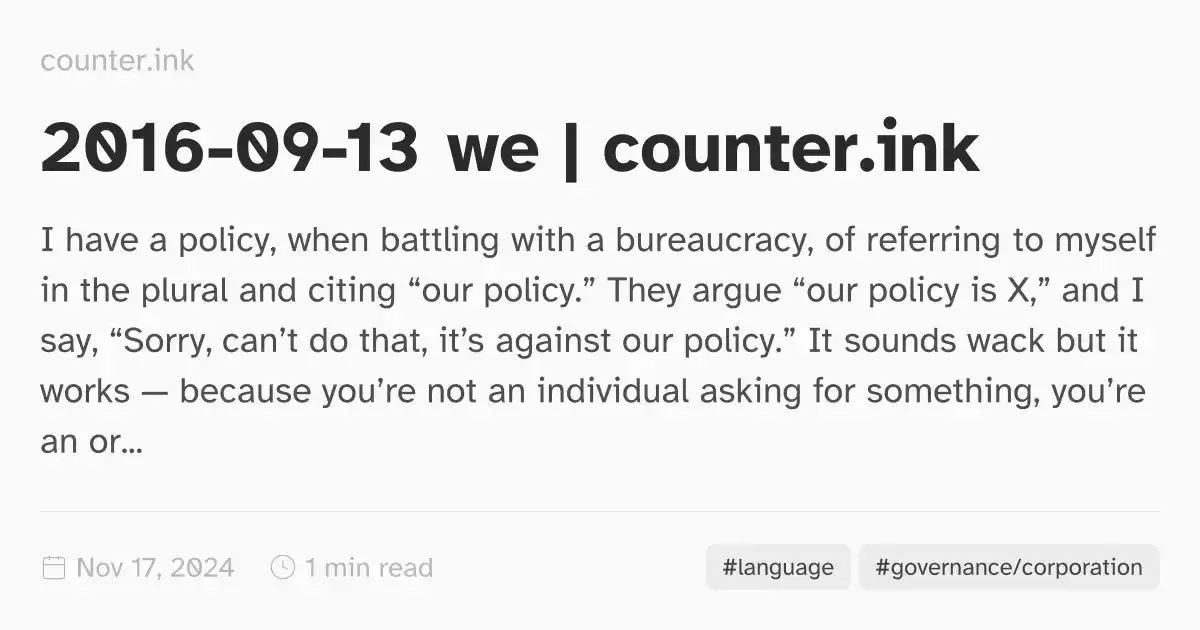 counter.ink
2016-09-13 we | counter.ink
I have a policy, when battling with a bureaucracy, of referring to myself
in the plural and citing “our policy.” They argue “our policy is X,” and I
say, “Sorry, can’t do that, it’s against our policy.” It sounds wack but it
works — because you’re not an individual asking for something, you’re
an or...
Nov 17, 2024 1 min read #language #governance/corporation